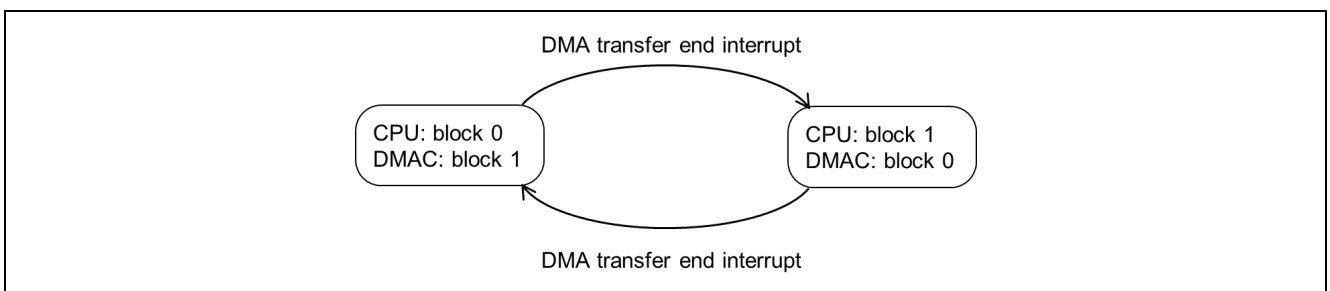 DMA transfer end interrupt
CPU: block 0
DMAC: block 1
CPU: block 1
DMAC: block 0
DMA transfer end interrupt